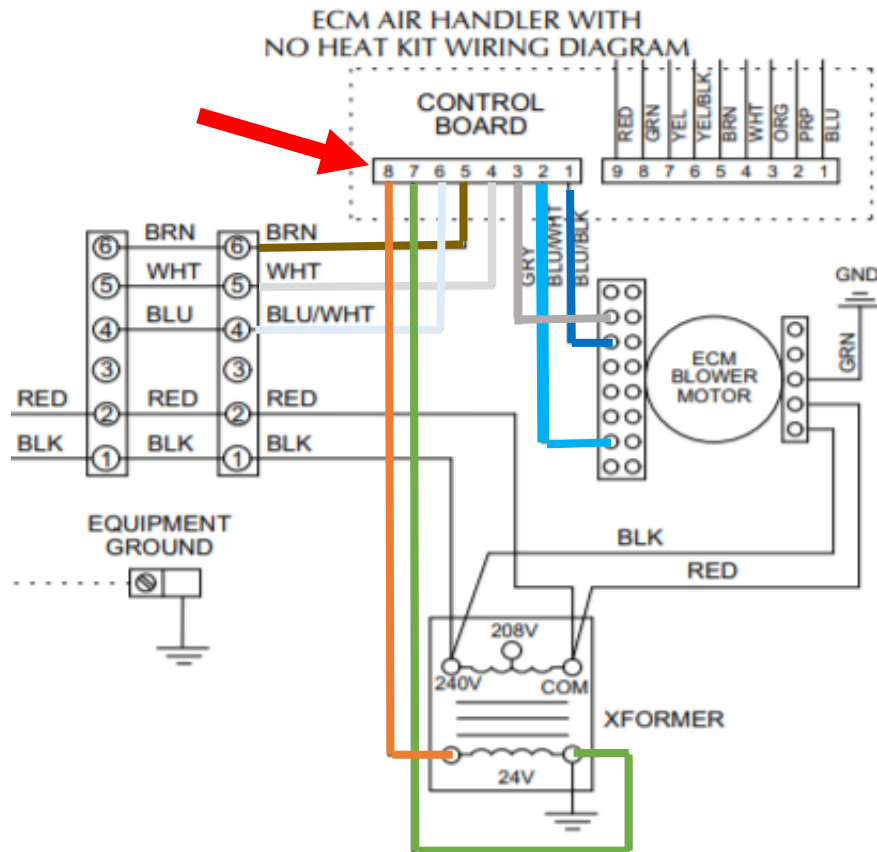 ECM AIR HANDLER WITH
NO HEAT KIT WIRING DIAGRAM
CONTROL
BOARD
RED
GRN
YEL
YEL/BLK
BRN
WHT
ORG
PRP
BLU
8 7 6 5 4 3 2 1
9 8 7 6 5 4 3 2 1
GRY
BLU/WHT
BLU/BLK
6 BRN 6 BRN
5 WHT 5 WHT
4 BLU 4 BLU/WHT
3 3
RED 2 RED 2 RED
BLK 1 BLK 1 BLK
GND
GRN
ECM
BLOWER
MOTOR
EQUIPMENT
GROUND
BLK
RED
208V
240V COM
XFORMER
24V